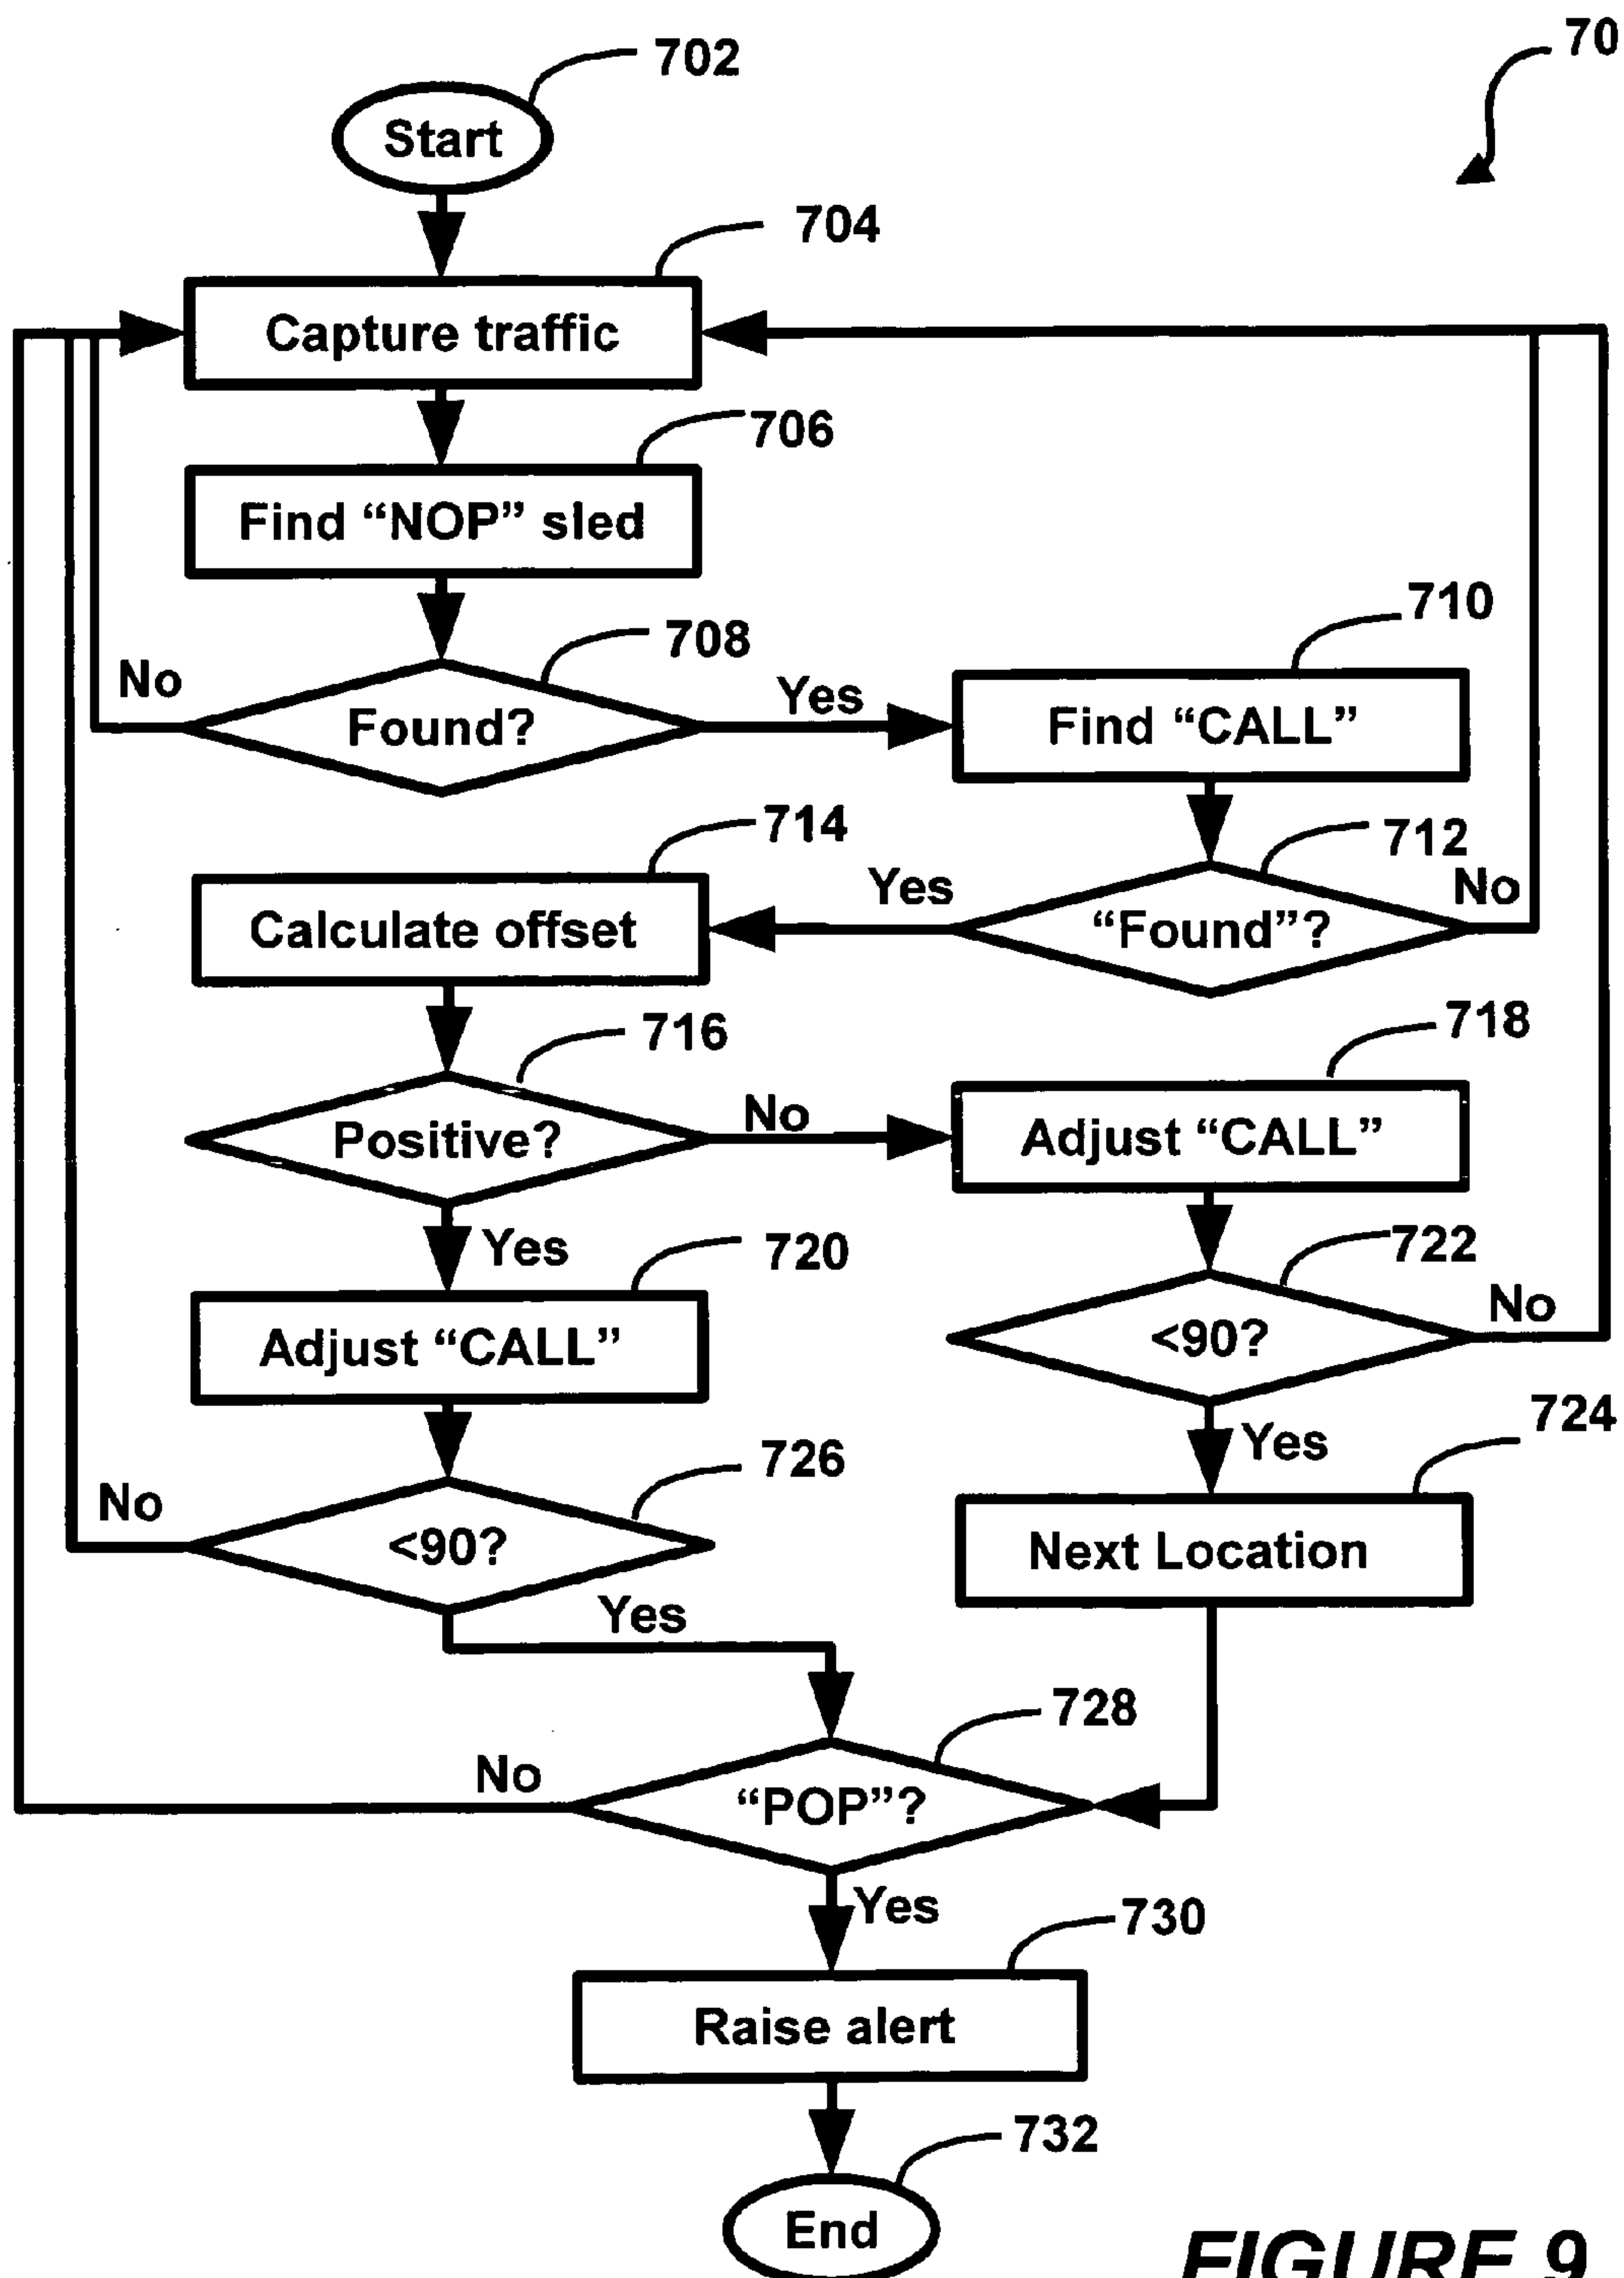 70
702
Start
704
Capture traffic
706
Find “NOP” sled
708
No
Found?
Yes
710
Find “CALL”
712
“Found”?
Yes
No
714
Calculate offset
716
Positive?
No
718
Adjust “CALL”
Yes
720
Adjust “CALL”
722
<90?
No
Yes
724
Next Location
726
<90?
No
Yes
728
“POP”?
No
Yes
730
Raise alert
732
End
FIGURE 9